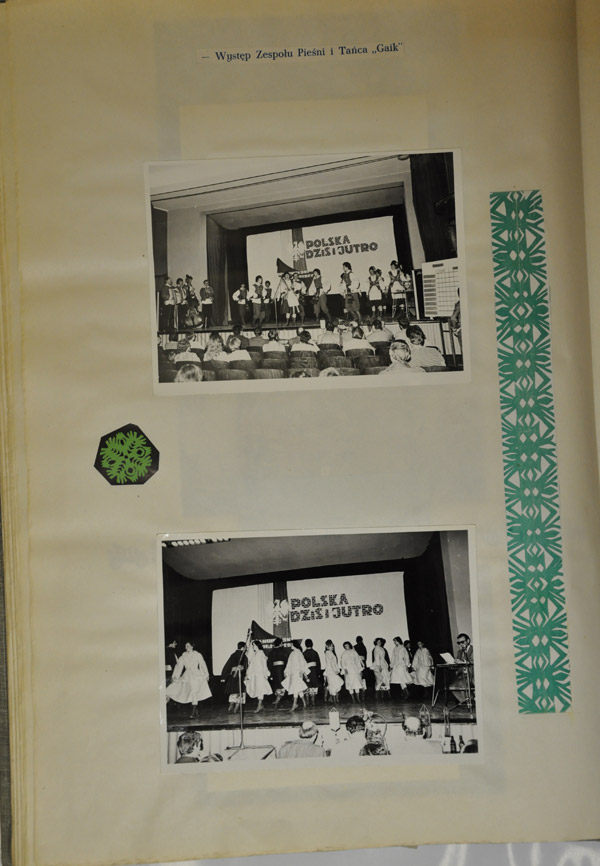 — Występ Zespołu Pieśni i Tańca „Gaik"
POLSKA
DZIŚ I JUTRO
POLSKA
DZIŚ I JUTRO